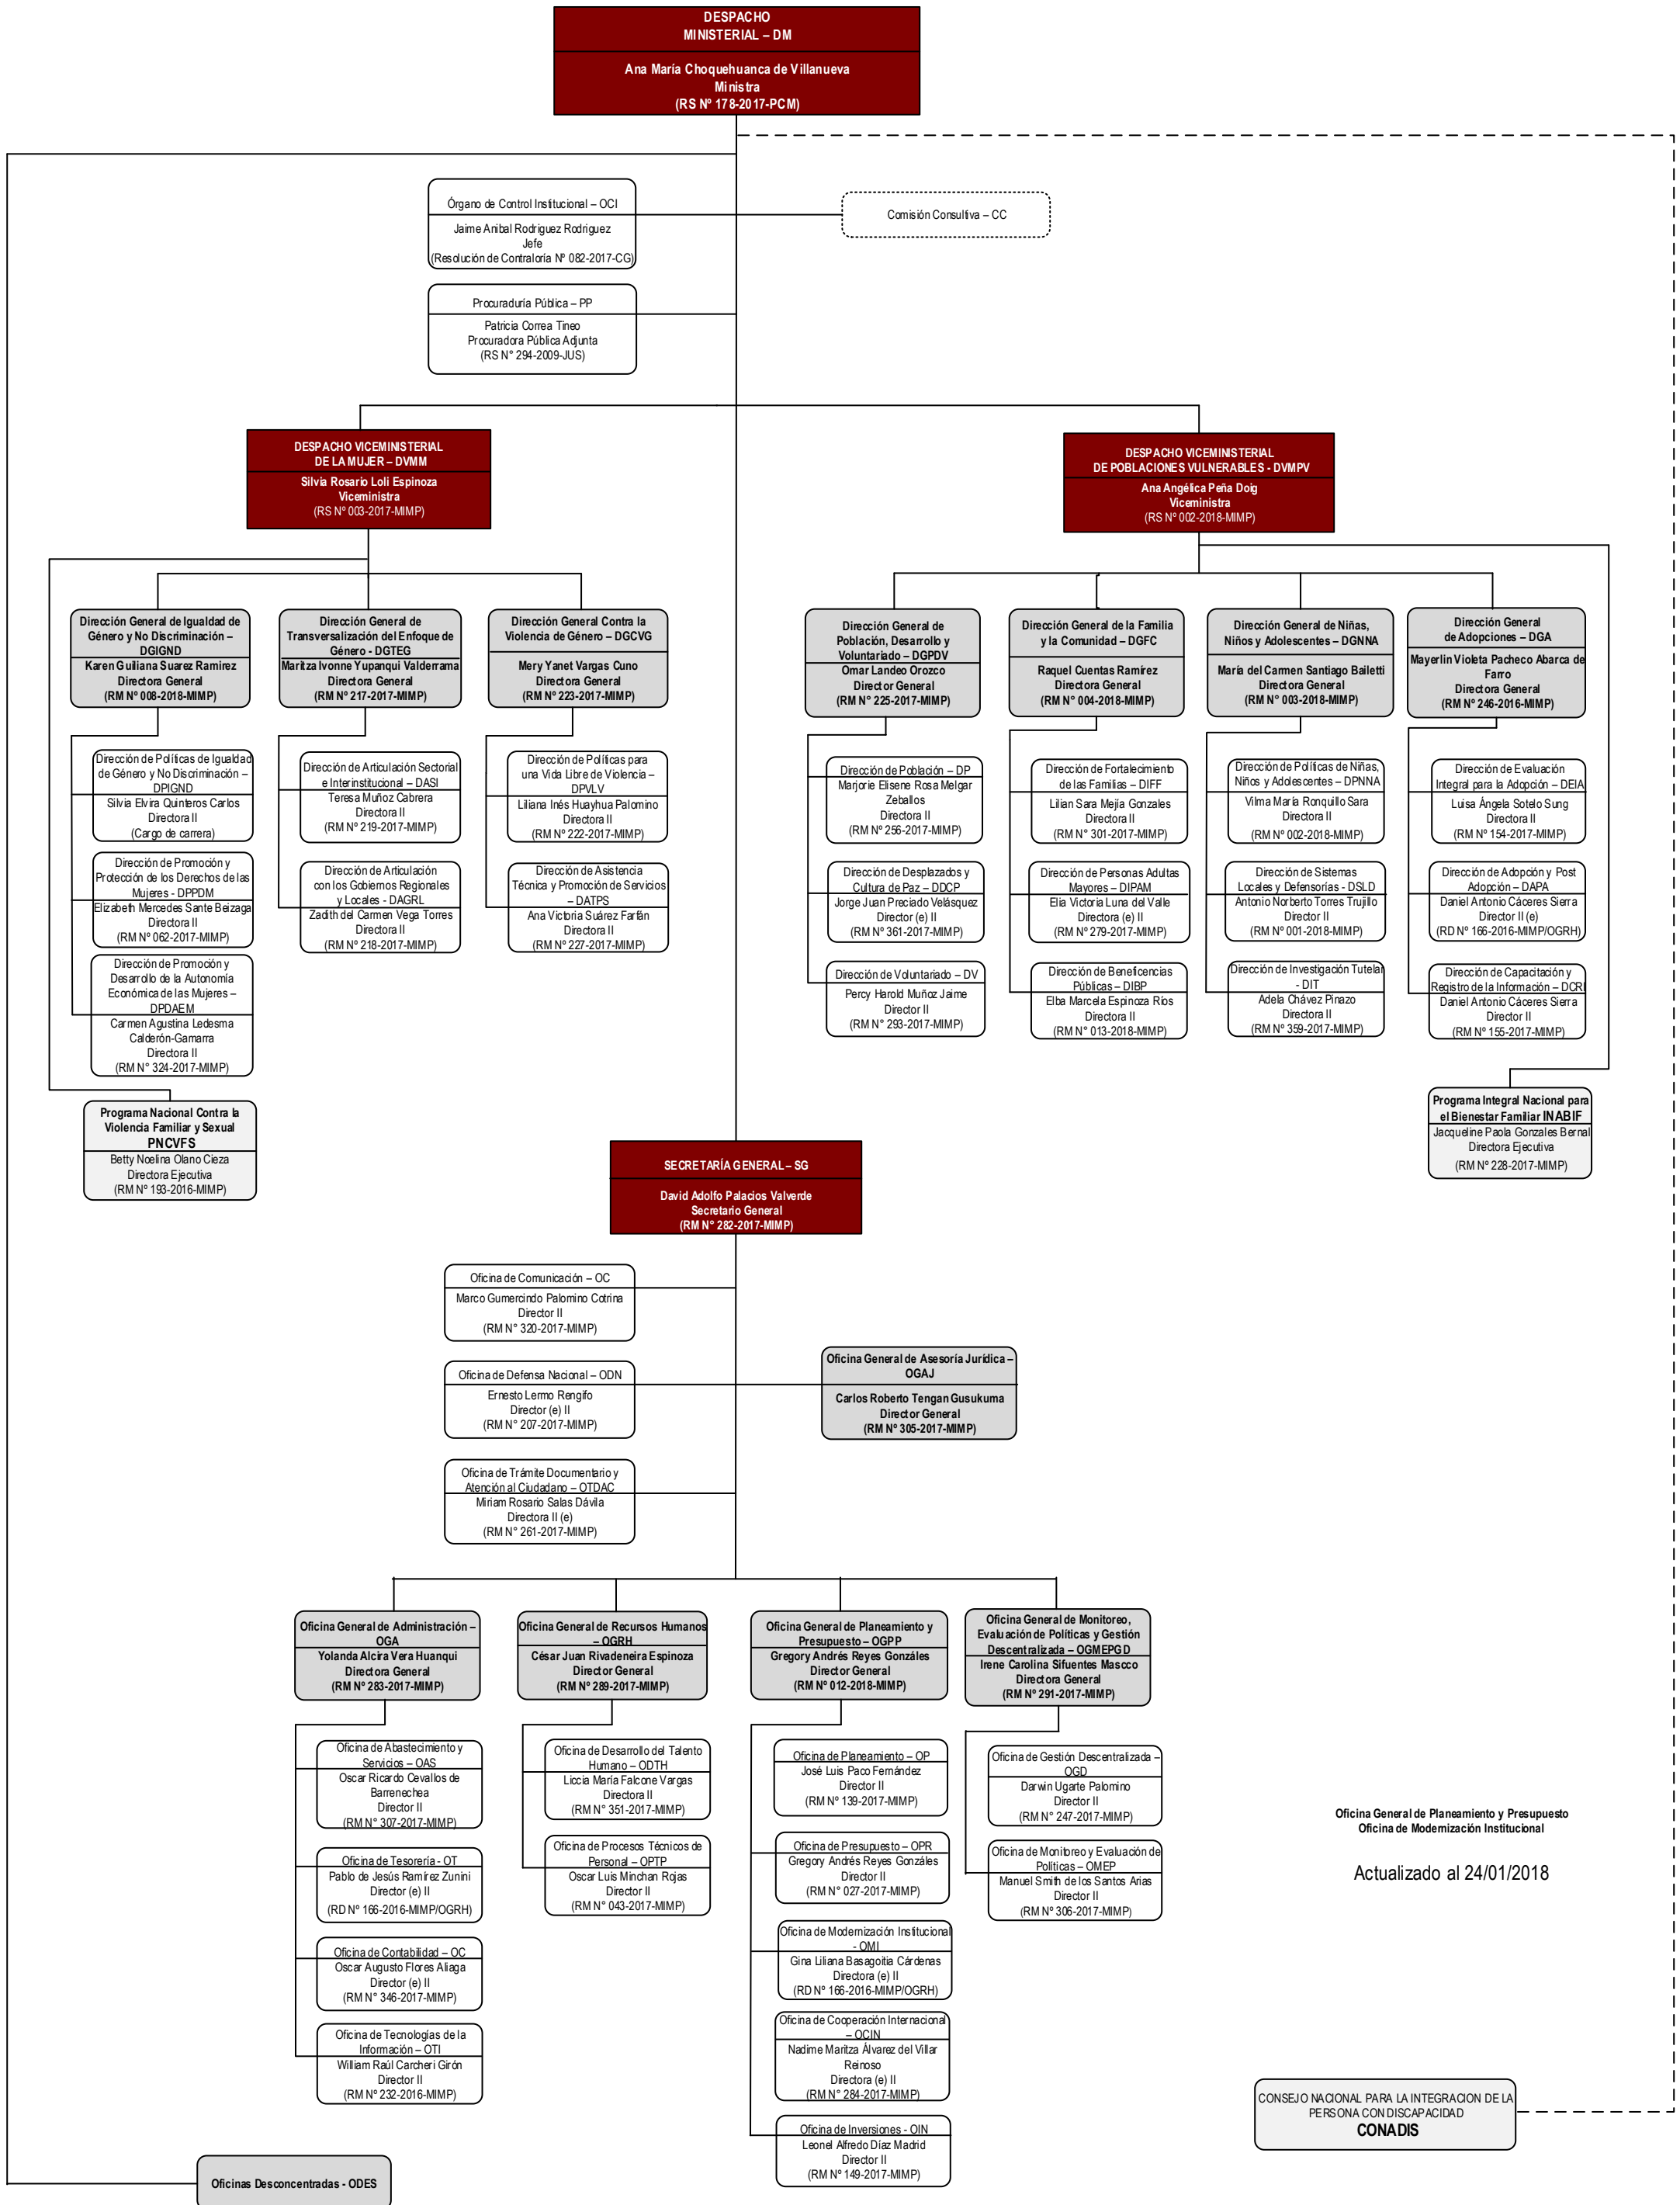 DESPACHO
MINISTERIAL – DM
Ana María Choquehuanca de Villanueva
Ministra
(RS Nº 178-2017-PCM)
Órgano de Control Institucional – OCI
Jaime Anibal Rodriguez Rodriguez
Jefe
(Resolución de Contraloría Nº 082-2017-CG)
Comisión Consultiva – CC
Procuraduría Pública – PP
Patricia Correa Tineo
Procuradora Pública Adjunta
(RS N° 294-2009-JUS)
DESPACHO VICEMINISTERIAL
DE LA MUJER – DVMM
Silvia Rosario Loli Espinoza
Viceministra
(RS Nº 003-2017-MIMP)
DESPACHO VICEMINISTERIAL
DE POBLACIONES VULNERABLES - DVMPV
Ana Angélica Peña Doig
Viceministra
(RS Nº 002-2018-MIMP)
Dirección General de Igualdad de
Género y No Discriminación –
DGIGND
Karen Guiliana Suarez Ramirez
Directora General
(RM Nº 008-2018-MIMP)
Dirección General de
Transversalización del Enfoque de
Género - DGTEG
Maritza Ivonne Yupanqui Valderrama
Directora General
(RM Nº 217-2017-MIMP)
Dirección General Contra la
Violencia de Género – DGCVG
Mery Yanet Vargas Cuno
Directora General
(RM Nº 223-2017-MIMP)
Dirección General de
Población, Desarrollo y
Voluntariado – DGPDV
Omar Landeo Orozco
Director General
(RM N° 225-2017-MIMP)
Dirección General de la Familia
y la Comunidad – DGFC
Raquel Cuentas Ramírez
Directora General
(RM N° 004-2018-MIMP)
Dirección General de Niñas,
Niños y Adolescentes – DGNNA
María del Carmen Santiago Bailetti
Directora General
(RM Nº 003-2018-MIMP)
Dirección General
de Adopciones – DGA
Mayerlin Violeta Pacheco Abarca de
Farro
Directora General
(RM Nº 246-2016-MIMP)
Dirección de Políticas de Igualdad
de Género y No Discriminación –
DPIGND
Silvia Elvira Quinteros Carlos
Directora II
(Cargo de carrera)
Dirección de Promoción y
Protección de los Derechos de las
Mujeres - DPPDM
Elizabeth Mercedes Sante Beizaga
Directora II
(RM N° 062-2017-MIMP)
Dirección de Promoción y
Desarrollo de la Autonomía
Económica de las Mujeres –
DPDAEM
Carmen Agustina Ledesma
Calderón-Gamarra
Directora II
(RM N° 324-2017-MIMP)
Dirección de Articulación Sectorial
e Interinstitucional – DASI
Teresa Muñoz Cabrera
Directora II
(RM N° 219-2017-MIMP)
Dirección de Articulación
con los Gobiernos Regionales
y Locales - DAGRL
Zadith del Carmen Vega Torres
Directora II
(RM N° 218-2017-MIMP)
Dirección de Políticas para
una Vida Libre de Violencia –
DPVLV
Liliana Inés Huayhua Palomino
Directora II
(RM N° 222-2017-MIMP)
Dirección de Asistencia
Técnica y Promoción de Servicios
– DATPS
Ana Victoria Suárez Farfán
Directora II
(RM N° 227-2017-MIMP)
Dirección de Población – DP
Marjorie Elisene Rosa Melgar
Zeballos
Directora II
(RM N° 256-2017-MIMP)
Dirección de Desplazados y
Cultura de Paz – DDCP
Jorge Juan Preciado Velásquez
Director (e) II
(RM N° 361-2017-MIMP)
Dirección de Voluntariado – DV
Percy Harold Muñoz Jaime
Director II
(RM N° 293-2017-MIMP)
Dirección de Fortalecimiento
de las Familias – DIFF
Lilian Sara Mejía Gonzales
Directora II
(RM N° 301-2017-MIMP)
Dirección de Personas Adultas
Mayores – DIPAM
Elia Victoria Luna del Valle
Directora (e) II
(RM N° 279-2017-MIMP)
Dirección de Beneficencias
Públicas – DIBP
Elba Marcela Espinoza Ríos
Directora II
(RM N° 013-2018-MIMP)
Dirección de Políticas de Niñas,
Niños y Adolescentes – DPNNA
Vilma María Ronquillo Sara
Directora II
(RM N° 002-2018-MIMP)
Dirección de Sistemas
Locales y Defensorías - DSLD
Antonio Norberto Torres Trujillo
Director II
(RM N° 001-2018-MIMP)
Dirección de Investigación Tutelar
- DIT
Adela Chávez Pinazo
Directora II
(RM N° 359-2017-MIMP)
Dirección de Evaluación
Integral para la Adopción – DEIA
Luisa Ángela Sotelo Sung
Directora II
(RM N° 154-2017-MIMP)
Dirección de Adopción y Post
Adopción – DAPA
Daniel Antonio Cáceres Sierra
Director II (e)
(RD Nº 166-2016-MIMP/OGRH)
Dirección de Capacitación y
Registro de la Información – DCRI
Daniel Antonio Cáceres Sierra
Director II
(RM N° 155-2017-MIMP)
Programa Nacional Contra la
Violencia Familiar y Sexual
PNCVFS
Betty Noelina Olano Cieza
Directora Ejecutiva
(RM Nº 193-2016-MIMP)
Programa Integral Nacional para
el Bienestar Familiar INABIF
Jacqueline Paola Gonzales Bernal
Directora Ejecutiva
(RM Nº 228-2017-MIMP)
SECRETARÍA GENERAL – SG
David Adolfo Palacios Valverde
Secretario General
(RM N° 282-2017-MIMP)
Oficina de Comunicación – OC
Marco Gumercindo Palomino Cotrina
Director II
(RM N° 320-2017-MIMP)
Oficina de Defensa Nacional – ODN
Ernesto Lermo Rengifo
Director (e) II
(RM N° 207-2017-MIMP)
Oficina General de Asesoría Jurídica –
OGAJ
Carlos Roberto Tengan Gusukuma
Director General
(RM Nº 305-2017-MIMP)
Oficina de Trámite Documentario y
Atención al Ciudadano – OTDAC
Miriam Rosario Salas Dávila
Directora II (e)
(RM N° 261-2017-MIMP)
Oficina General de Administración –
OGA
Yolanda Alcira Vera Huanqui
Directora General
(RM Nº 283-2017-MIMP)
Oficina General de Recursos Humanos
– OGRH
César Juan Rivadeneira Espinoza
Director General
(RM Nº 289-2017-MIMP)
Oficina General de Planeamiento y
Presupuesto – OGPP
Gregory Andrés Reyes Gonzáles
Director General
(RM Nº 012-2018-MIMP)
Oficina General de Monitoreo,
Evaluación de Políticas y Gestión
Descentralizada – OGMEPGD
Irene Carolina Sifuentes Mascco
Directora General
(RM N° 291-2017-MIMP)
Oficina de Abastecimiento y
Servicios – OAS
Oscar Ricardo Cevallos de
Barrenechea
Director II
(RM N° 307-2017-MIMP)
Oficina de Tesorería - OT
Pablo de Jesús Ramírez Zunini
Director (e) II
(RD Nº 166-2016-MIMP/OGRH)
Oficina de Contabilidad – OC
Oscar Augusto Flores Aliaga
Director (e) II
(RM N° 346-2017-MIMP)
Oficina de Tecnologías de la
Información – OTI
William Raúl Carcheri Girón
Director II
(RM N° 232-2016-MIMP)
Oficina de Desarrollo del Talento
Humano – ODTH
Liccia María Falcone Vargas
Directora II
(RM N° 351-2017-MIMP)
Oficina de Procesos Técnicos de
Personal – OPTP
Oscar Luis Minchan Rojas
Director II
(RM N° 043-2017-MIMP)
Oficina de Planeamiento – OP
José Luis Paco Fernández
Director II
(RM N° 139-2017-MIMP)
Oficina de Presupuesto – OPR
Gregory Andrés Reyes Gonzáles
Director II
(RM N° 027-2017-MIMP)
Oficina de Modernización Institucional
- OMI
Gina Liliana Basagoitia Cárdenas
Directora (e) II
(RD Nº 166-2016-MIMP/OGRH)
Oficina de Cooperación Internacional
– OCIN
Nadime Maritza Álvarez del Villar
Reinoso
Directora (e) II
(RM N° 284-2017-MIMP)
Oficina de Inversiones - OIN
Leonel Alfredo Díaz Madrid
Director II
(RM N° 149-2017-MIMP)
Oficina de Gestión Descentralizada –
OGD
Darwin Ugarte Palomino
Director II
(RM N° 247-2017-MIMP)
Oficina de Monitoreo y Evaluación de
Políticas – OMEP
Manuel Smith de los Santos Arias
Director II
(RM N° 306-2017-MIMP)
Oficina General de Planeamiento y Presupuesto
Oficina de Modernización Institucional
Actualizado al 24/01/2018
CONSEJO NACIONAL PARA LA INTEGRACION DE LA
PERSONA CON DISCAPACIDAD
CONADIS
Oficinas Desconcentradas - ODES